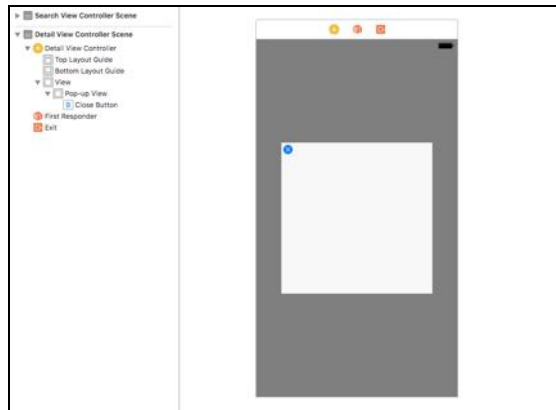 Search View Controller Scene
Detail View Controller Scene
Detail View Controller
Top Layout Guide
Bottom Layout Guide
View
Pop-up View
Close Button
First Responder
Exit